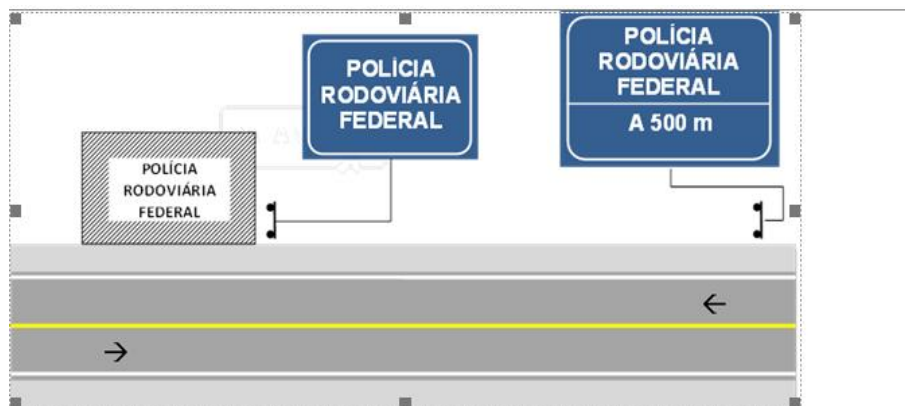 POLÍCIA
RODOVIÁRIA
FEDERAL
POLÍCIA
RODOVIÁRIA
FEDERAL
A 500 m
POLÍCIA
RODOVIÁRIA
FEDERAL